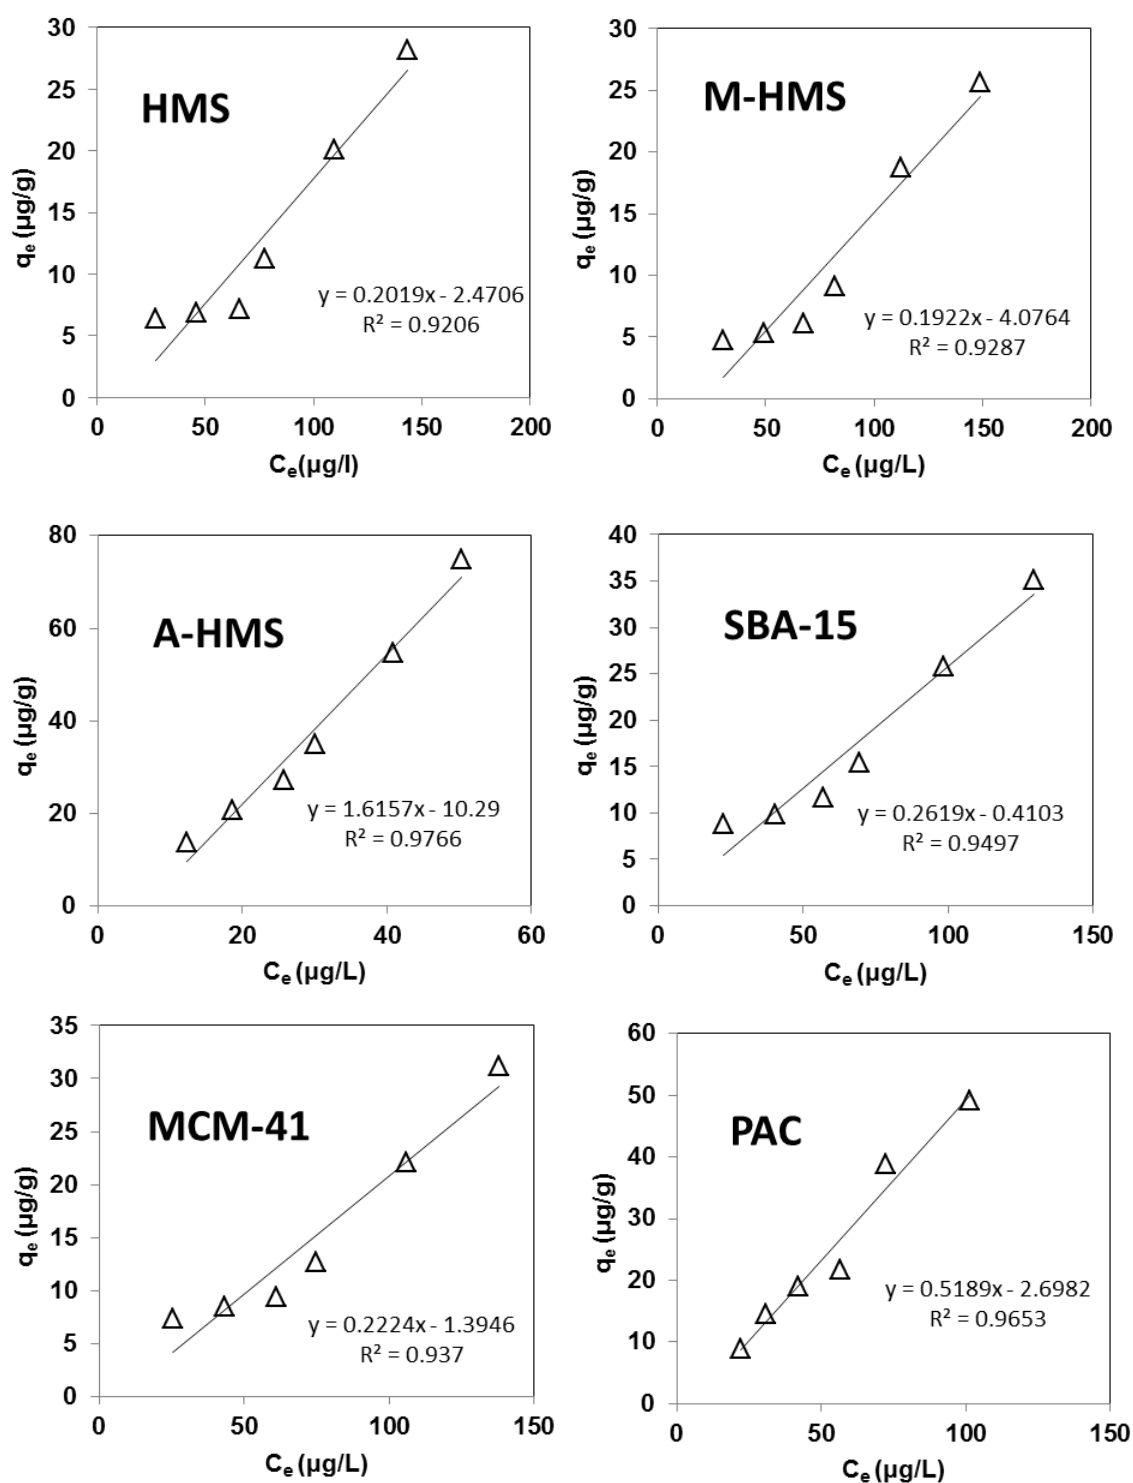 HMS
qₑ (µg/g)
30
25
20
15
10
5
0
y = 0.2019x - 2.4706
R² = 0.9206
0 50 100 150 200
Cₑ(µg/l)
M-HMS
qₑ (µg/g)
30
25
20
15
10
5
0
y = 0.1922x - 4.0764
R² = 0.9287
0 50 100 150 200
Cₑ (µg/L)
A-HMS
qₑ (µg/g)
80
60
40
20
0
y = 1.6157x - 10.29
R² = 0.9766
0 20 40 60
Cₑ (µg/L)
SBA-15
qₑ (µg/g)
40
35
30
25
20
15
10
5
0
y = 0.2619x - 0.4103
R² = 0.9497
0 50 100 150
Cₑ (µg/L)
MCM-41
qₑ (µg/g)
35
30
25
20
15
10
5
0
y = 0.2224x - 1.3946
R² = 0.937
0 50 100 150
Cₑ (µg/L)
PAC
qₑ (µg/g)
60
50
40
30
20
10
0
y = 0.5189x - 2.6982
R² = 0.9653
0 50 100 150
Cₑ (µg/L)